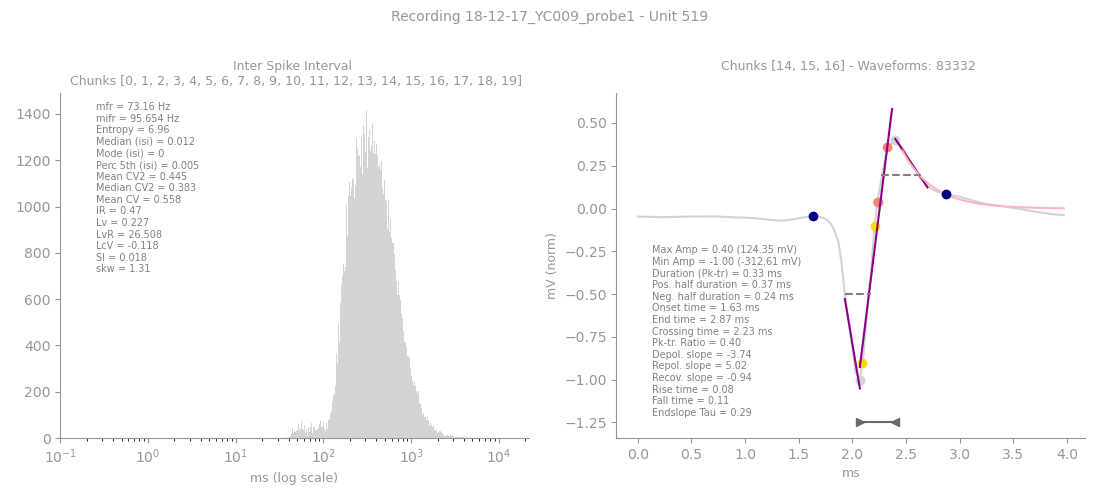 Recording 18-12-17_YC009_probe1 - Unit 519
Inter Spike Interval
Chunks [0, 1, 2, 3, 4, 5, 6, 7, 8, 9, 10, 11, 12, 13, 14, 15, 16, 17, 18, 19]
1400
1200
1000
800
600
400
200
0
mfr = 73.16 Hz
mifr = 95.654 Hz
Entropy = 6.96
Median (isi) = 0.012
Mode (isi) = 0
Perc 5th (isi) = 0.005
Mean CV2 = 0.445
Median CV2 = 0.383
Mean CV = 0.558
IR = 0.47
Lv = 0.227
LvR = 26.508
LcV = -0.118
SI = 0.018
skw = 1.31
10⁻¹ 10⁰ 10¹ 10² 10³ 10⁴
ms (log scale)
Chunks [14, 15, 16] - Waveforms: 83332
mV (norm)
0.50
0.25
0.00
−0.25
−0.50
−0.75
−1.00
−1.25
Max Amp = 0.40 (124.35 mV)
Min Amp = -1.00 (-312.61 mV)
Duration (Pk-tr) = 0.33 ms
Pos. half duration = 0.37 ms
Neg. half duration = 0.24 ms
Onset time = 1.63 ms
End time = 2.87 ms
Crossing time = 2.23 ms
Pk-tr. Ratio = 0.40
Depol. slope = -3.74
Repol. slope = 5.02
Recov. slope = -0.94
Rise time = 0.08
Fall time = 0.11
Endslope Tau = 0.29
0.0 0.5 1.0 1.5 2.0 2.5 3.0 3.5 4.0
ms